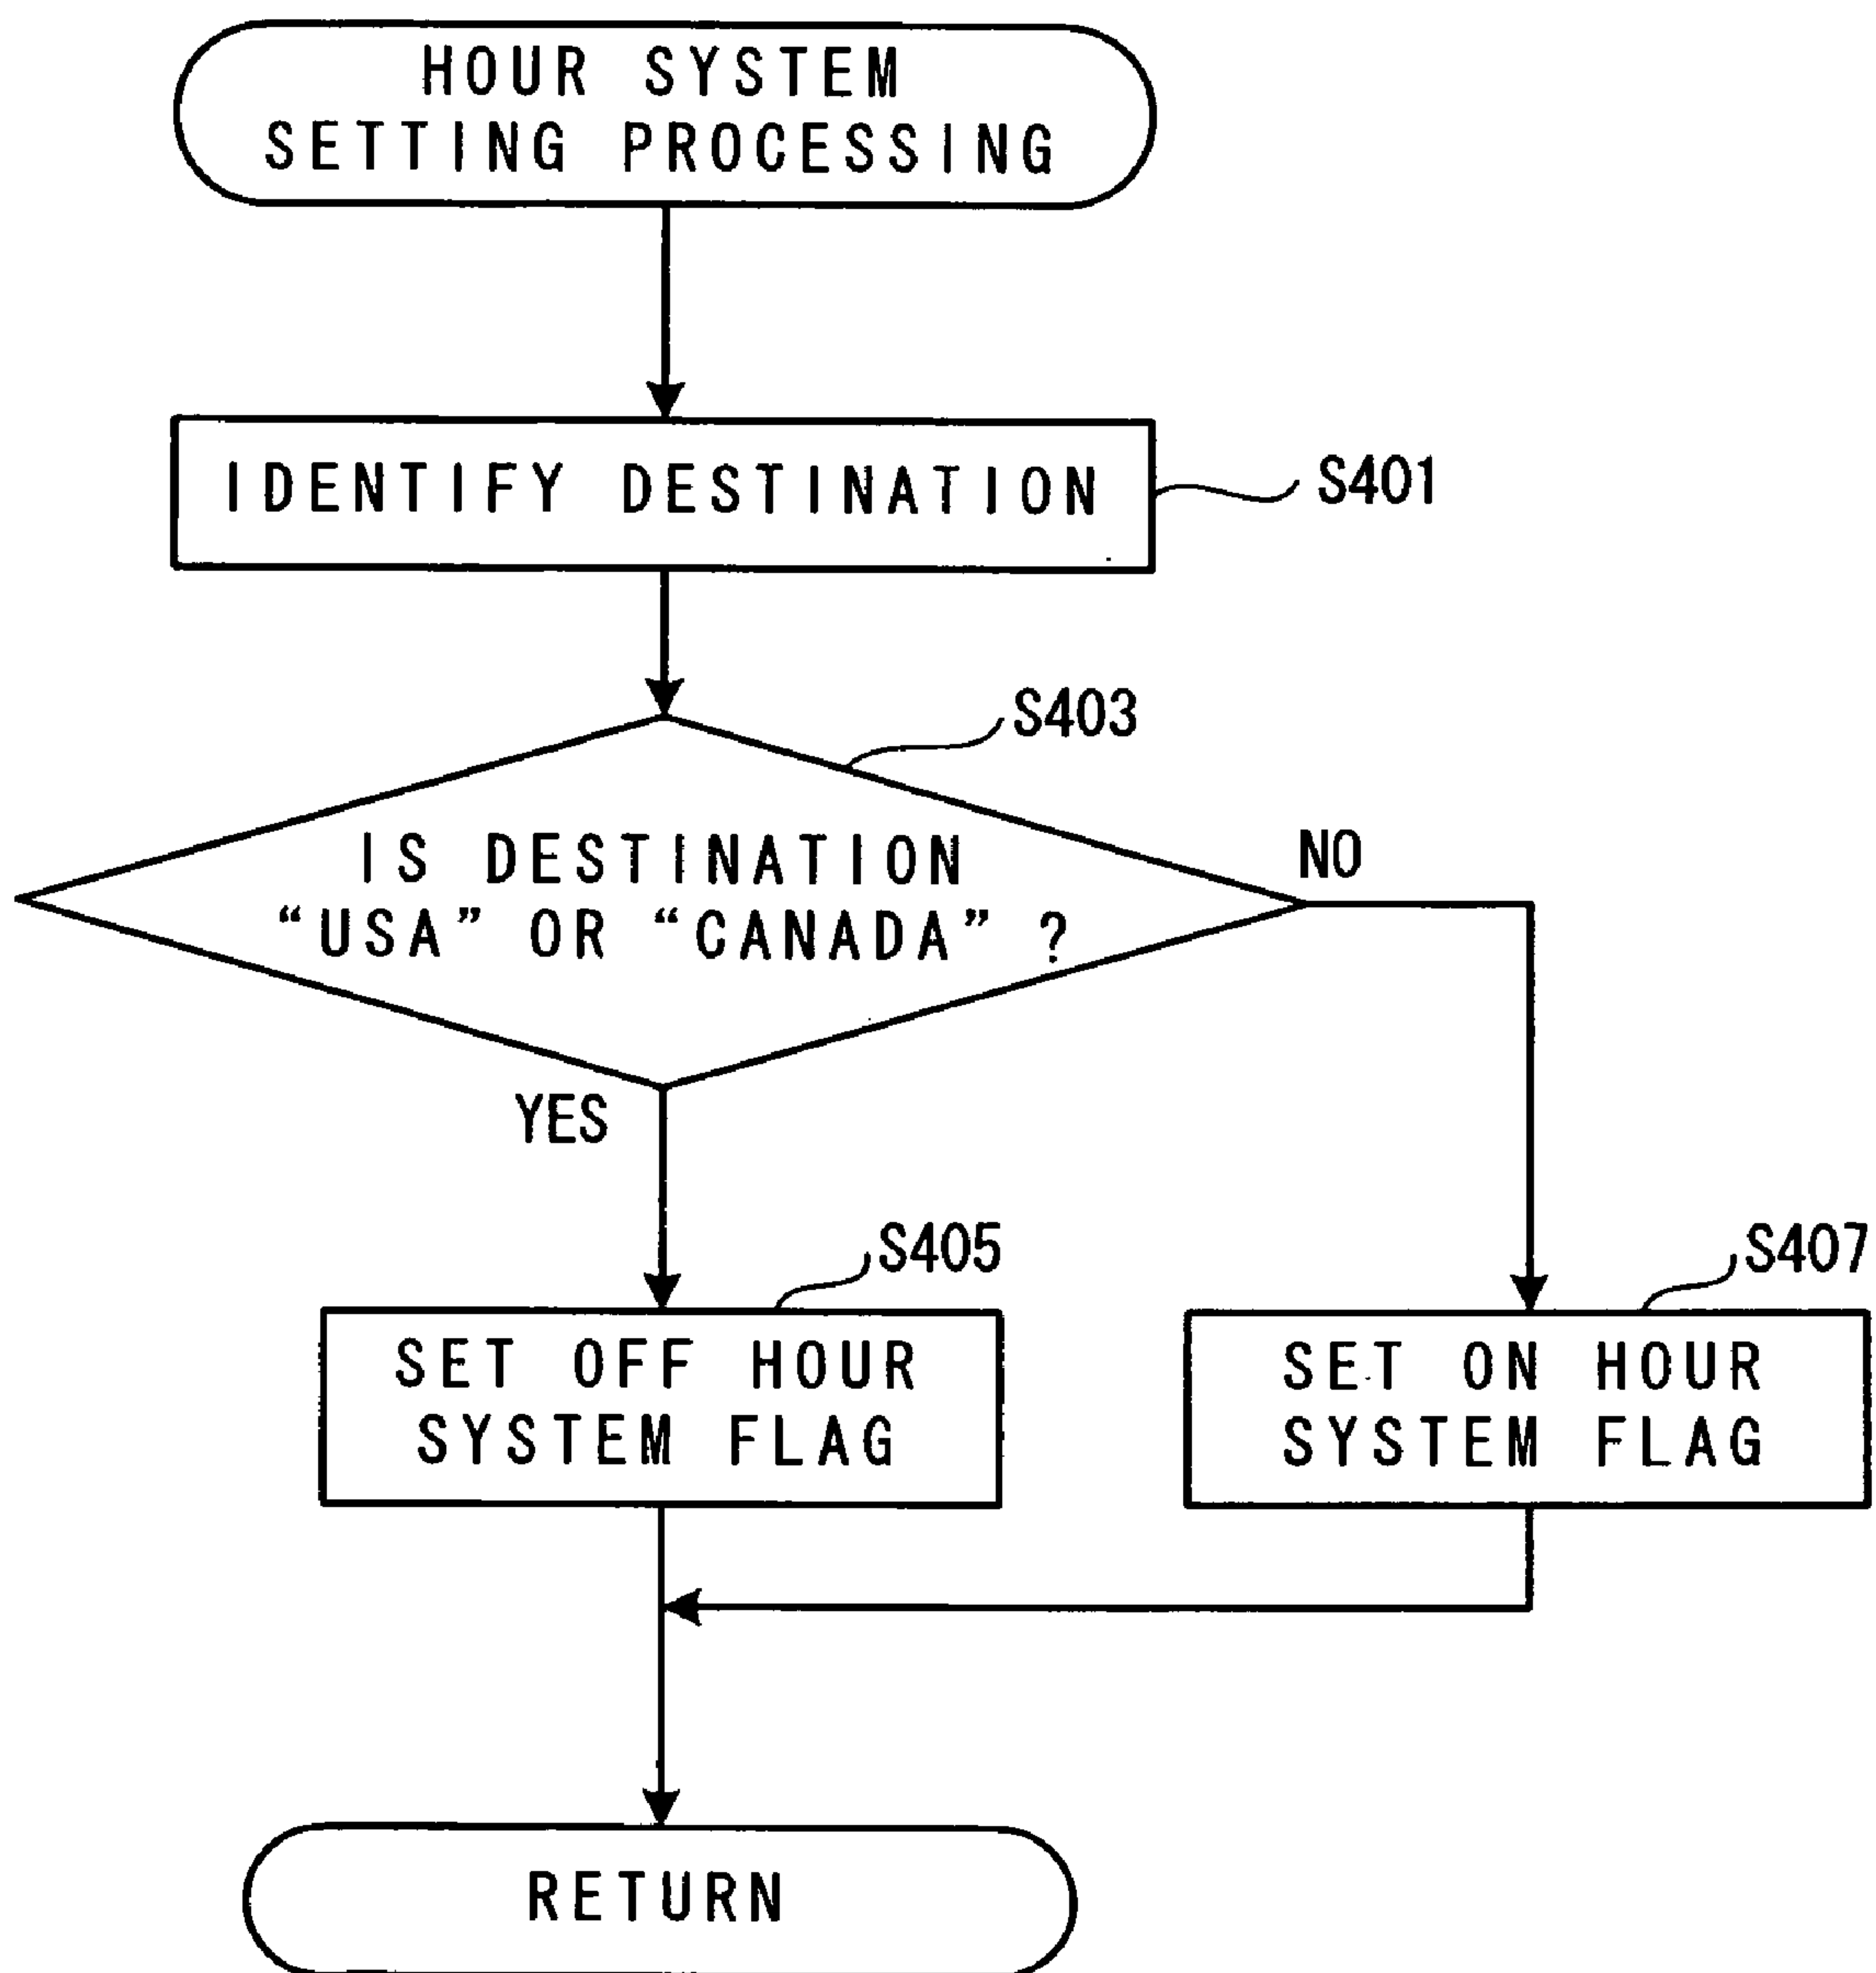 HOUR SYSTEM
SETTING PROCESSING
IDENTIFY DESTINATION
S401
S403
IS DESTINATION
“USA” OR “CANADA” ?
NO
YES
S405
SET OFF HOUR
SYSTEM FLAG
S407
SET ON HOUR
SYSTEM FLAG
RETURN